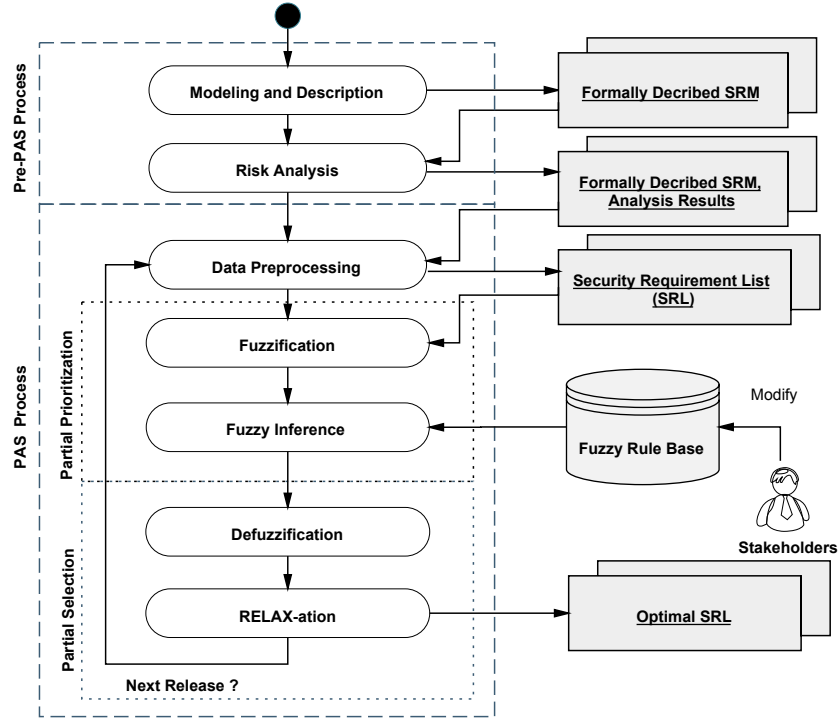 Pre-PAS Process
Modeling and Description
Formally Decribed SRM
Risk Analysis
Formally Decribed SRM,
Analysis Results
PAS Process
Data Preprocessing
Security Requirement List
(SRL)
Partial Prioritization
Fuzzification
Fuzzy Inference
Fuzzy Rule Base
Modify
Stakeholders
Partial Selection
Defuzzification
RELAX-ation
Optimal SRL
Next Release ?